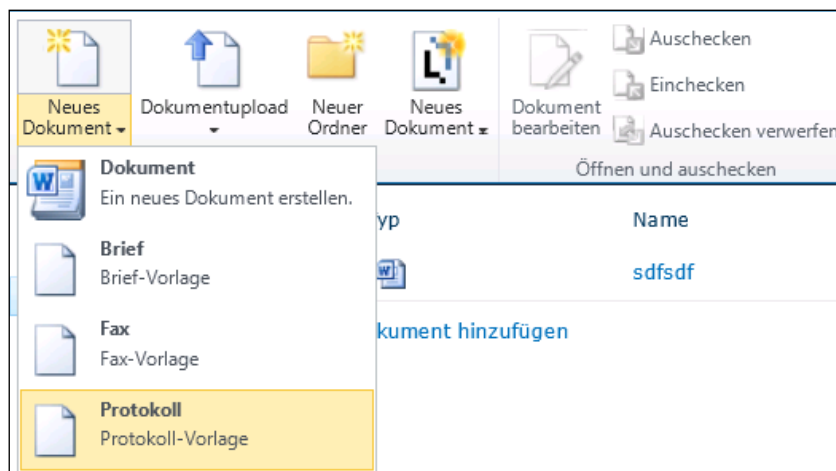 Neues
Dokument
Dokumentupload
Neuer
Ordner
Neues
Dokument
Dokument
bearbeiten
Auschecken
Einchecken
Auschecken verwerfen
Öffnen und auschecken
Dokument
Ein neues Dokument erstellen.
Brief
Brief-Vorlage
Fax
Fax-Vorlage
Protokoll
Protokoll-Vorlage
yp
Name
sdfsdf
kument hinzufügen